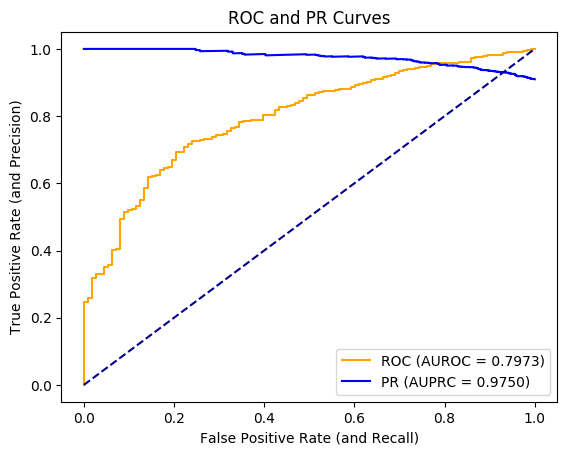 ROC and PR Curves
True Positive Rate (and Precision)
1.0
0.8
0.6
0.4
0.2
0.0
ROC (AUROC = 0.7973)
PR (AUPRC = 0.9750)
0.0 0.2 0.4 0.6 0.8 1.0
False Positive Rate (and Recall)